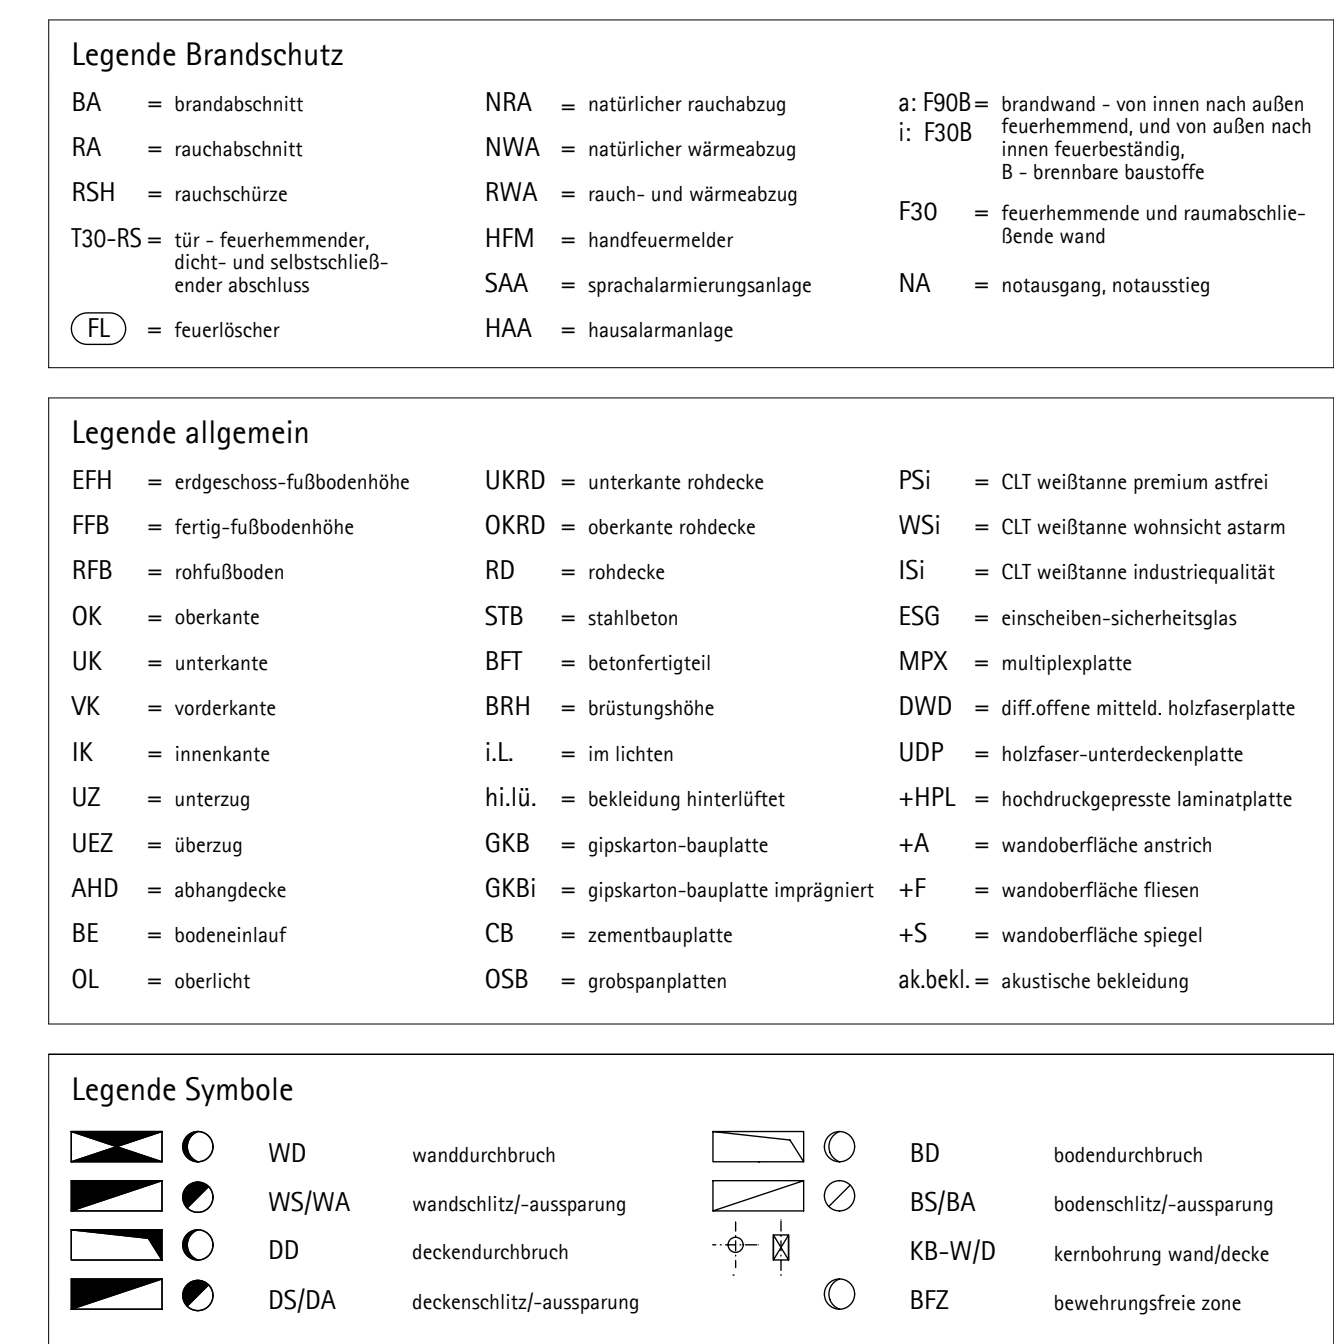 Legende Brandschutz
BA = brandabschnitt
RA = rauchabschnitt
RSH = rauchschürze
T30-RS = tür - feuerhemmender,
dicht- und selbstschließ-
ender abschluss
FL = feuerlöscher
NRA = natürlicher rauchabzug
NWA = natürlicher wärmeabzug
RWA = rauch- und wärmeabzug
HFM = handfeuermelder
SAA = sprachalarmierungsanlage
HAA = hausalarmanlage
a: F90B = brandwand - von innen nach außen
i: F30B feuerhemmend, und von außen nach
innen feuerbeständig,
B - brennbare baustoffe
F30 = feuerhemmende und raumabschlie-
ßende wand
NA = notausgang, notausstieg
Legende allgemein
EFH = erdgeschoss-fußbodenhöhe
FFB = fertig-fußbodenhöhe
RFB = rohfußboden
OK = oberkante
UK = unterkante
VK = vorderkante
IK = innenkante
UZ = unterzug
UEZ = überzug
AHD = abhangdecke
BE = bodeneinlauf
OL = oberlicht
UKRD = unterkante rohdecke
OKRD = oberkante rohdecke
RD = rohdecke
STB = stahlbeton
BFT = betonfertigteil
BRH = brüstungshöhe
i.L. = im lichten
hi.lü. = bekleidung hinterlüftet
GKB = gipskarton-bauplatte
GKBi = gipskarton-bauplatte imprägniert
CB = zementbauplatte
OSB = grobspanplatten
PSi = CLT weißtanne premium astfrei
WSi = CLT weißtanne wohnsicht astarm
ISi = CLT weißtanne industriequalität
ESG = einscheiben-sicherheitsglas
MPX = multiplexplatte
DWD = diff.offene mitteld. holzfaserplatte
UDP = holzfaser-unterdeckenplatte
+HPL = hochdruckgepresste laminatplatte
+A = wandoberfläche anstrich
+F = wandoberfläche fliesen
+S = wandoberfläche spiegel
ak.bekl. = akustische bekleidung
Legende Symbole
WD wanddurchbruch
WS/WA wandschlitz/-aussparung
DD deckendurchbruch
DS/DA deckenschlitz/-aussparung
BD bodendurchbruch
BS/BA bodenschlitz/-aussparung
KB-W/D kernbohrung wand/decke
BFZ bewehrungsfreie zone